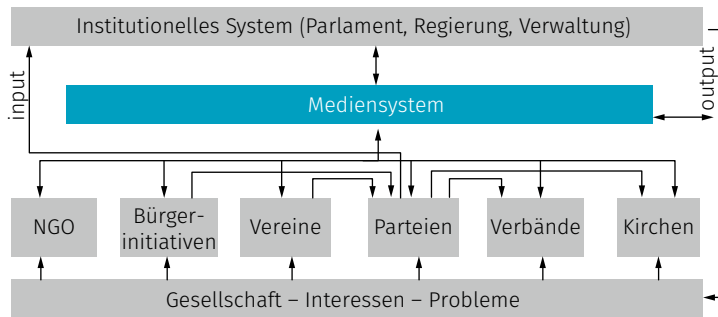 Institutionelles System (Parlament, Regierung, Verwaltung)
input
output
Mediensystem
NGO
Bürger-
initiativen
Vereine
Parteien
Verbände
Kirchen
Gesellschaft – Interessen – Probleme